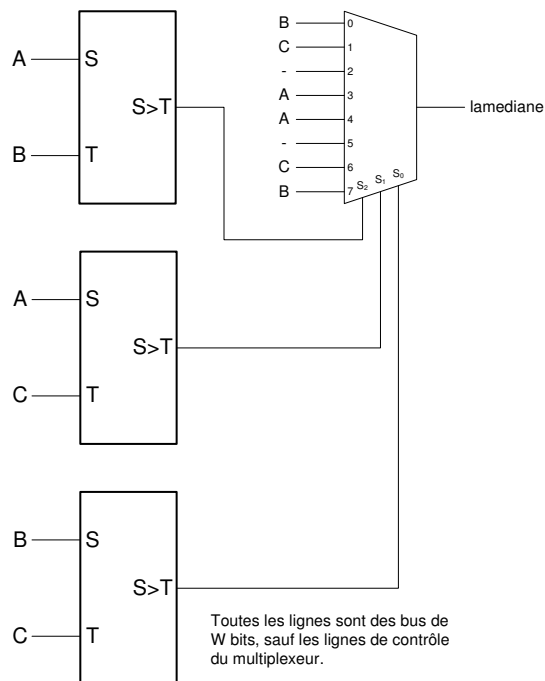 A
S
S>T
B
T
B
0
C
1
-
2
A
3
A
4
-
5
C
6
B
7
S₂
S₁
S₀
lamediane
A
S
S>T
C
T
B
S
S>T
C
T
Toutes les lignes sont des bus de
W bits, sauf les lignes de contrôle
du multiplexeur.